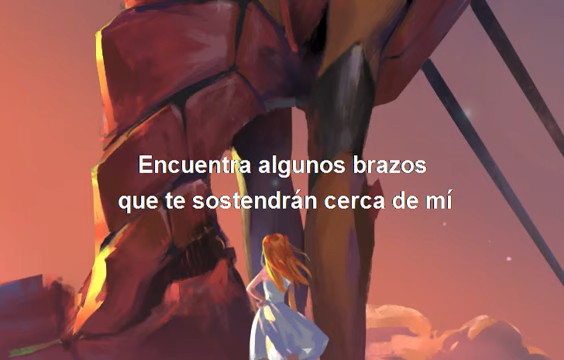 Encuentra algunos brazos
que te sostendrán cerca de mí